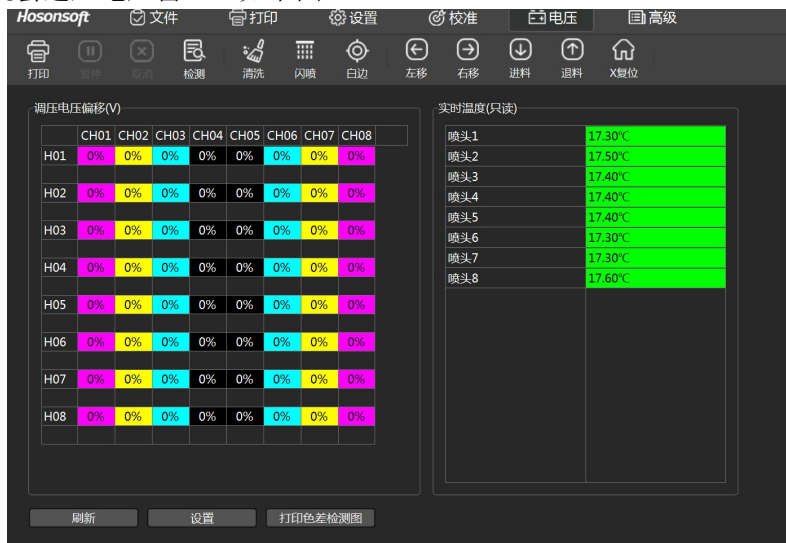 Hosonsoft 文件 打印 设置 校准 电压 高级
打印 暂停 取消 检测 清洗 闪喷 白边 左移 右移 进料 退料 X复位
调压电压偏移(V)
CH01 CH02 CH03 CH04 CH05 CH06 CH07 CH08
H01 0% 0% 0% 0% 0% 0% 0% 0%
H02 0% 0% 0% 0% 0% 0% 0% 0%
H03 0% 0% 0% 0% 0% 0% 0% 0%
H04 0% 0% 0% 0% 0% 0% 0% 0%
H05 0% 0% 0% 0% 0% 0% 0% 0%
H06 0% 0% 0% 0% 0% 0% 0% 0%
H07 0% 0% 0% 0% 0% 0% 0% 0%
H08 0% 0% 0% 0% 0% 0% 0% 0%
实时温度(只读)
喷头1 17.30℃
喷头2 17.50℃
喷头3 17.40℃
喷头4 17.40℃
喷头5 17.40℃
喷头6 17.30℃
喷头7 17.30℃
喷头8 17.60℃
刷新 设置 打印色差检测图